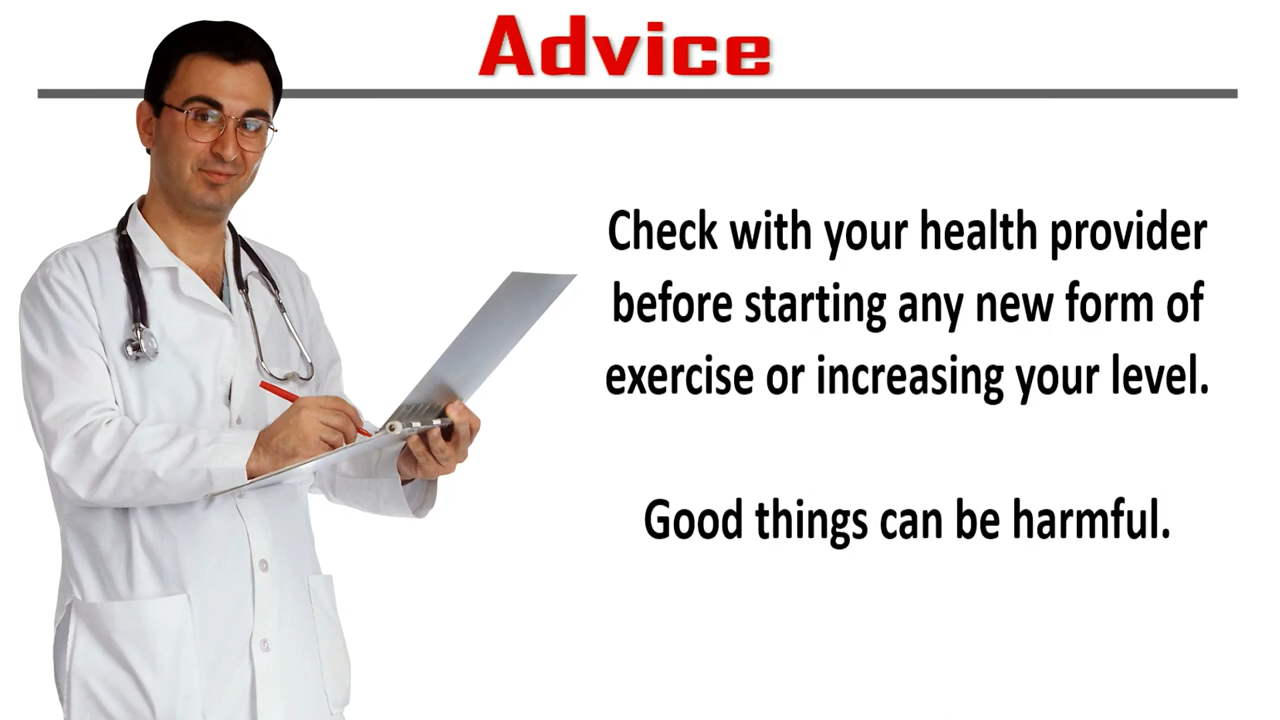 Advice
Check with your health provider
before starting any new form of
exercise or increasing your level.
Good things can be harmful.